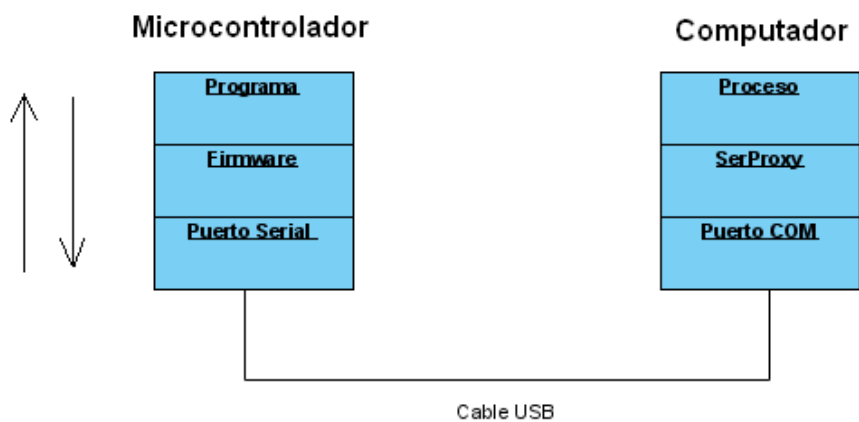 Microcontrolador
Computador
Programa
Firmware
Puerto Serial
Proceso
SerProxy
Puerto COM
Cable USB